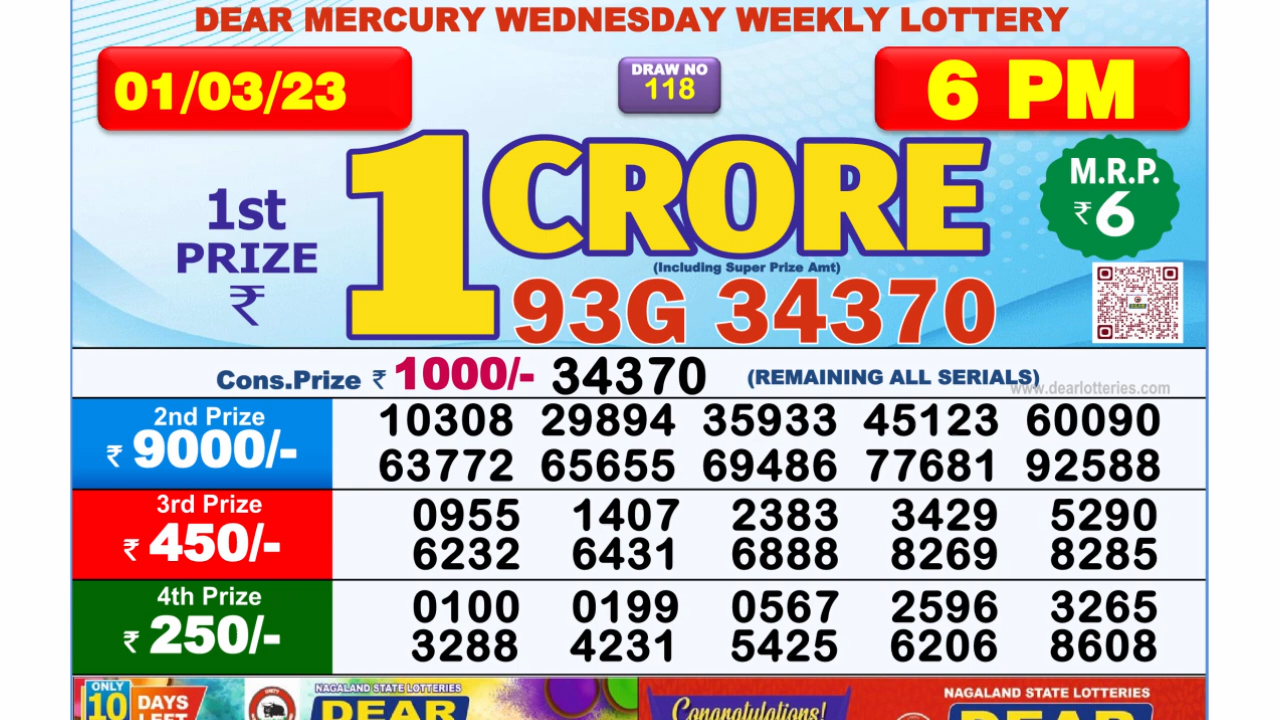 DEAR MERCURY WEDNESDAY WEEKLY LOTTERY
01/03/23
DRAW NO
118
6 PM
1st
PRIZE
₹
1 CRORE
(Including Super Prize Amt)
93G 34370
M.R.P.
₹ 6
Cons.Prize ₹ 1000/- 34370 (REMAINING ALL SERIALS)
www.dearlotteries.com
2nd Prize
₹ 9000/-
10308 29894 35933 45123 60090
63772 65655 69486 77681 92588
3rd Prize
₹ 450/-
0955 1407 2383 3429 5290
6232 6431 6888 8269 8285
4th Prize
₹ 250/-
0100 0199 0567 2596 3265
3288 4231 5425 6206 8608
ONLY
10 DAYS
LEFT
NAGALAND STATE LOTTERIES
DEAR
Congratulations!
NAGALAND STATE LOTTERIES
DEAR